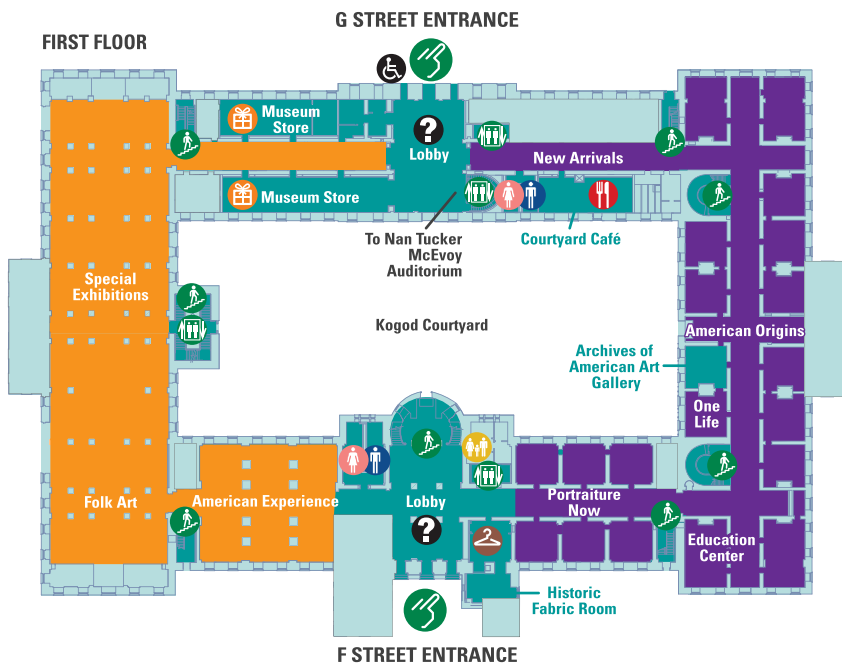 G STREET ENTRANCE
FIRST FLOOR
Museum
Store
?
Lobby
New Arrivals
Museum Store
To Nan Tucker
McEvoy
Auditorium
Courtyard Café
Special
Exhibitions
Kogod Courtyard
American Origins
Archives of
American Art
Gallery
One
Life
Folk Art
American Experience
Lobby
?
Portraiture
Now
Education
Center
Historic
Fabric Room
F STREET ENTRANCE